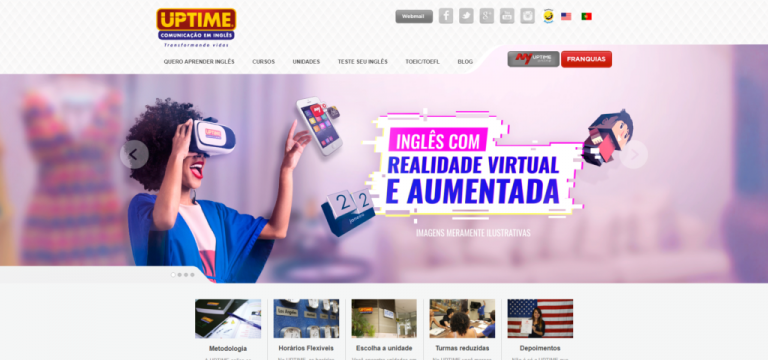 UPTIME
COMUNICAÇÃO EM INGLÊS
Transformando vidas
Webmail
QUERO APRENDER INGLÊS CURSOS UNIDADES TESTE SEU INGLÊS TOEIC/TOEFL BLOG
UPTIME
FRANQUIAS
INGLÊS COM
REALIDADE VIRTUAL
E AUMENTADA
22
IMAGENS MERAMENTE ILUSTRATIVAS
Metodologia Horários Flexíveis Escolha a unidade Turmas reduzidas Depoimentos